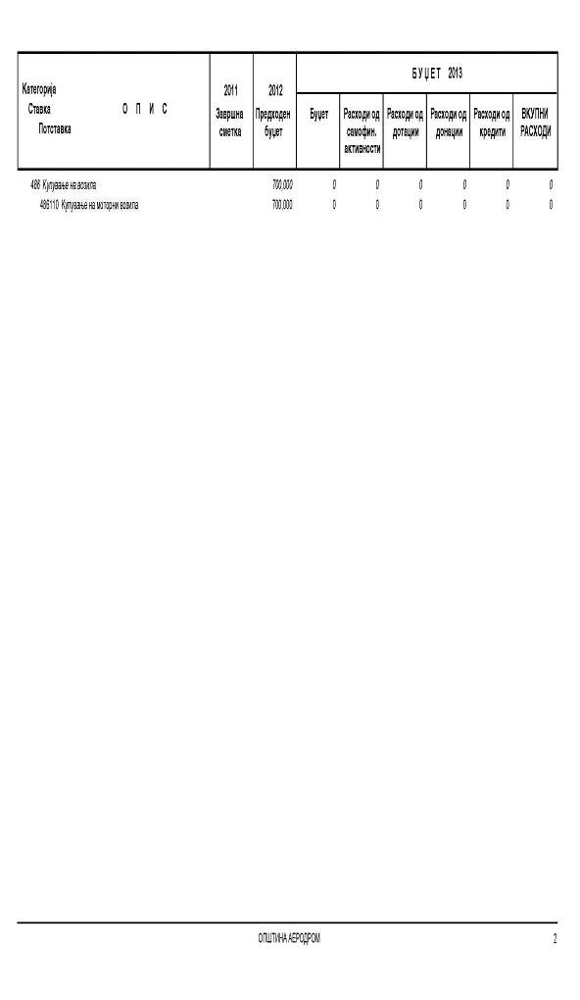 БУЏЕТ 2013
Категорија
Ставка
Потставка
О П И С
2011
Завршна
сметка
2012
Предходен
буџет
Буџет
Расходи од
самофин.
активности
Расходи од
дотации
Расходи од
донации
Расходи од
кредити
ВКУПНИ
РАСХОДИ
486 Купување на возила 700,000 0 0 0 0 0 0
486110 Купување на моторни возила 700,000 0 0 0 0 0 0
ОПШТИНА АЕРОДРОМ 2